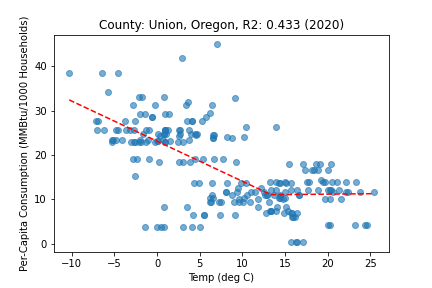 County: Union, Oregon, R2: 0.433 (2020)
Per-Capita Consumption (MMBtu/1000 Households)
40
30
20
10
0
−10 −5 0 5 10 15 20 25
Temp (deg C)